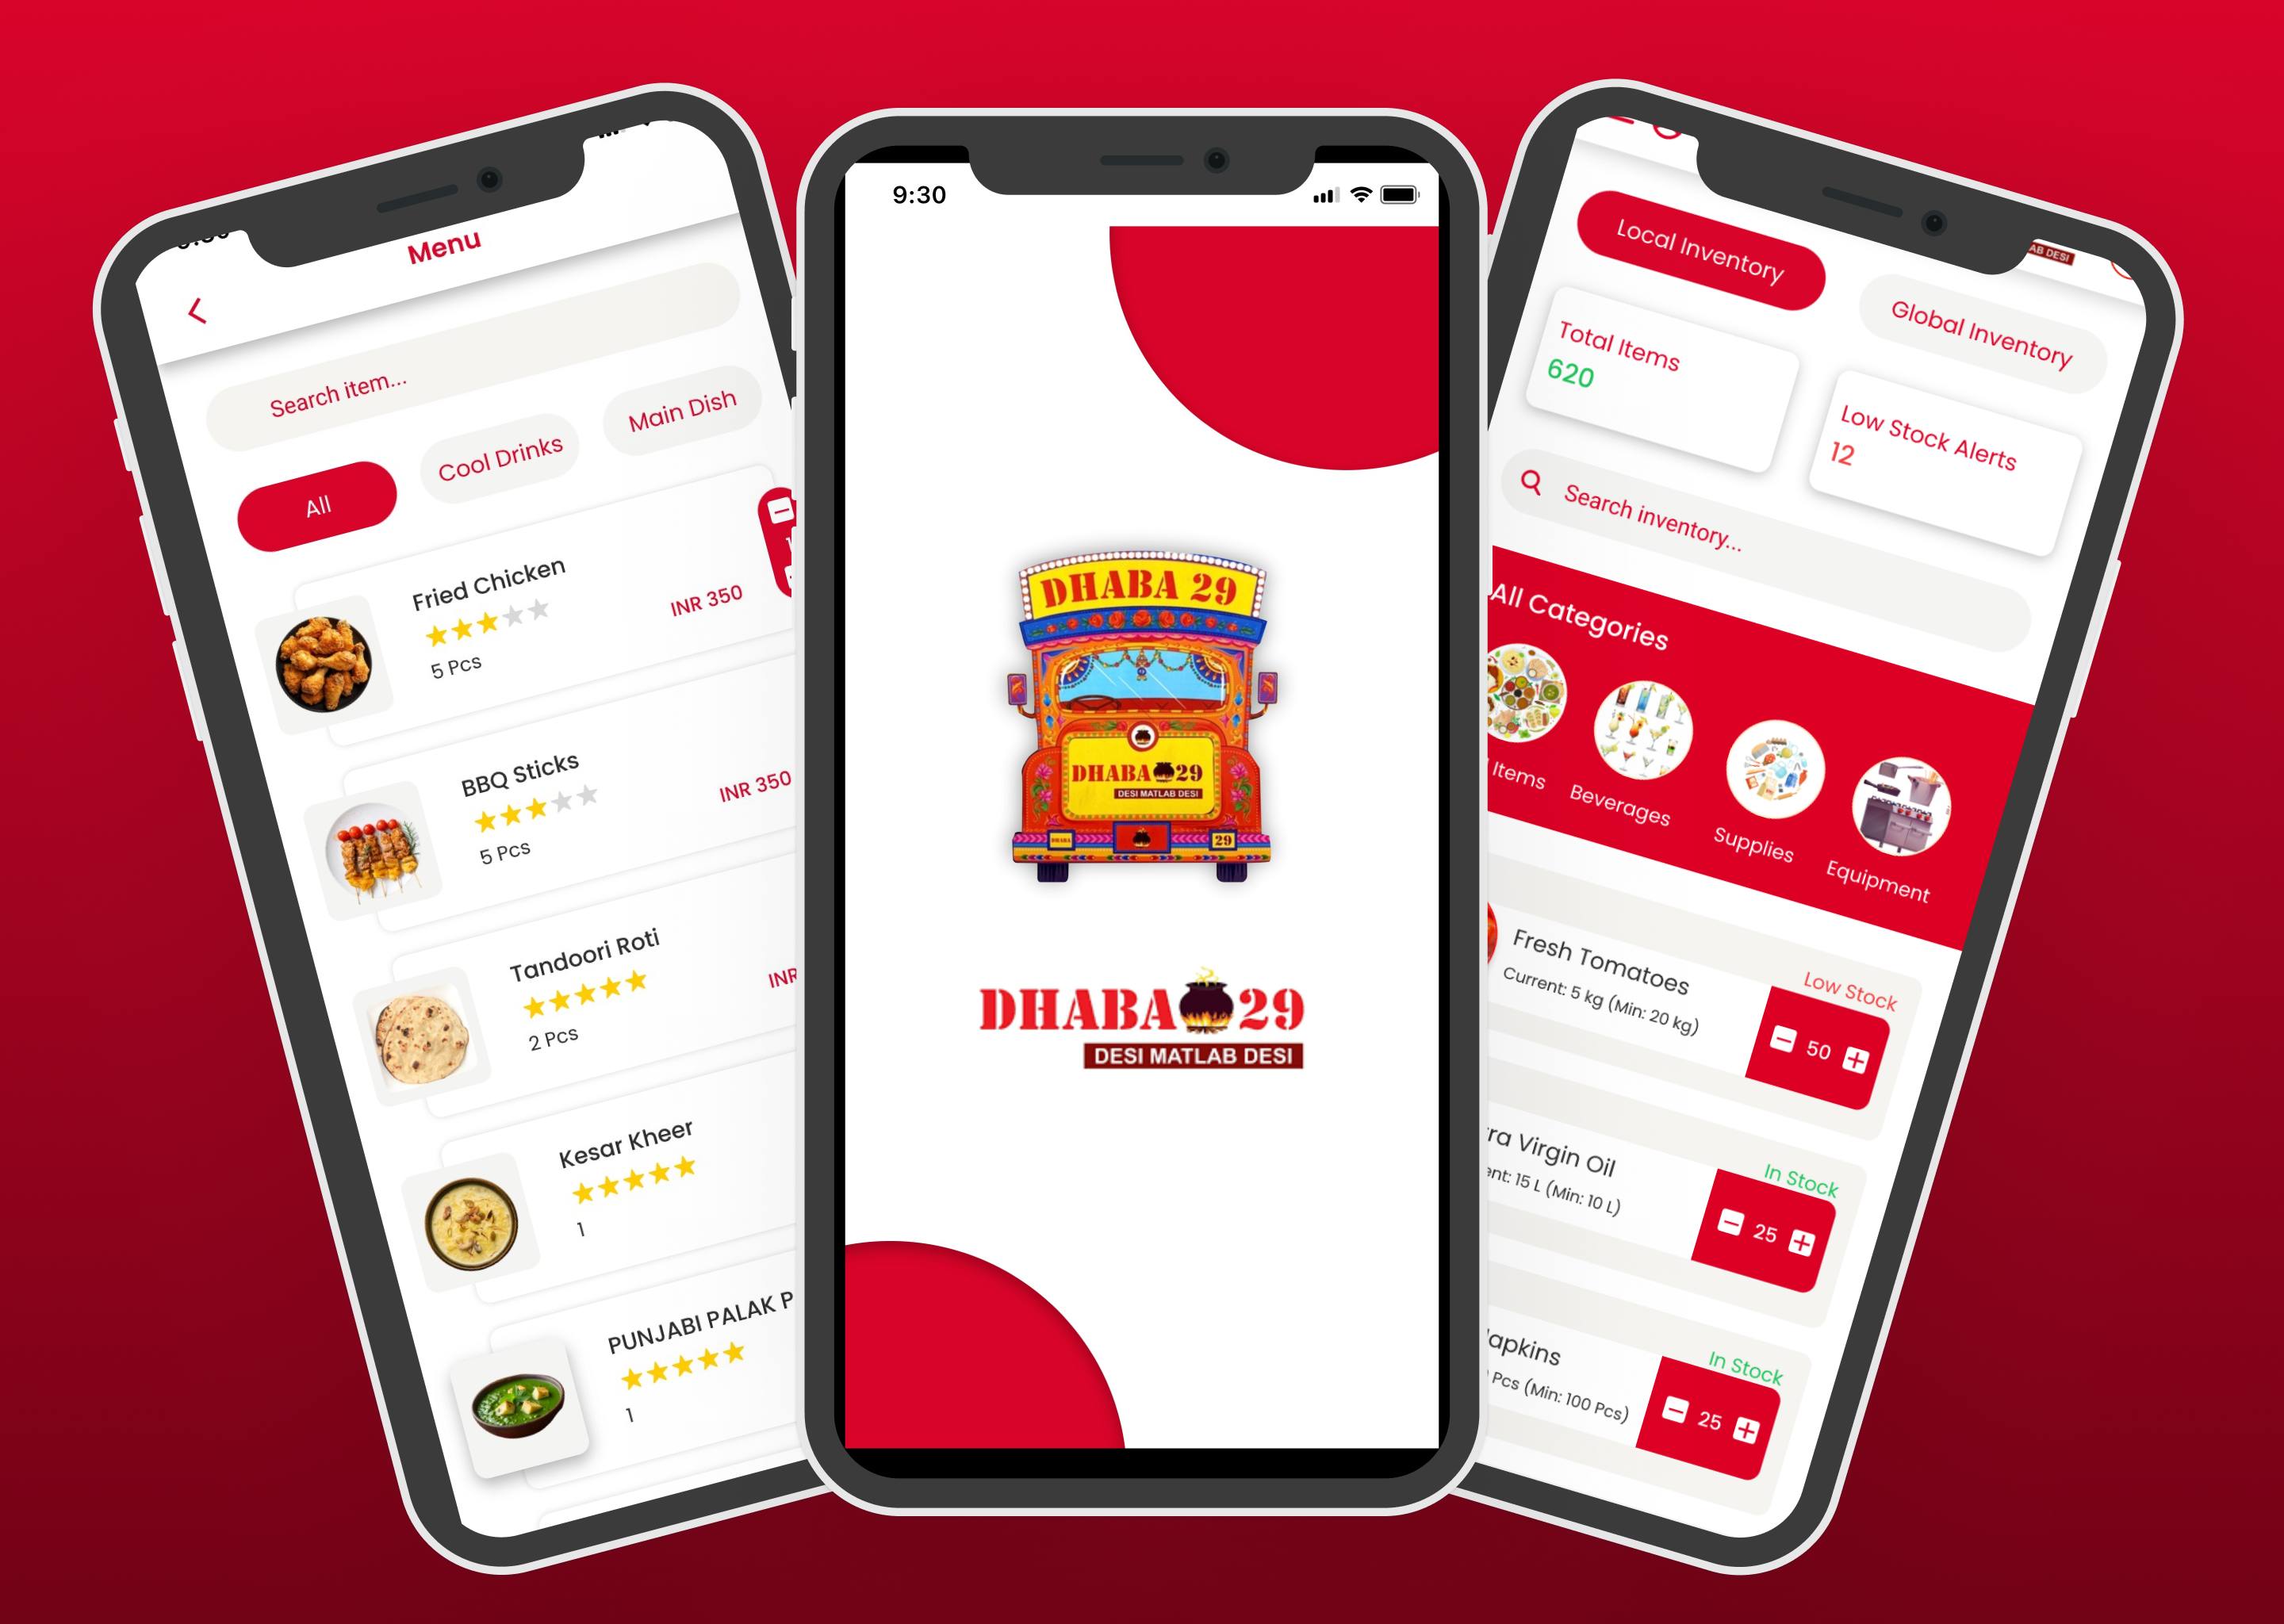 Menu
Search item...
All
Cool Drinks
Main Dish
Fried Chicken
INR 350
5 Pcs
BBQ Sticks
INR 350
5 Pcs
Tandoori Roti
INR
2 Pcs
Kesar Kheer
1
PUNJABI PALAK P
1
9:30
DHABA 29
DHABA 29
DESI MATLAB DESI
DHABA
29
DHABA 29
DESI MATLAB DESI
AB DESI
Local Inventory
Global Inventory
Total Items
620
Low Stock Alerts
12
Search inventory...
All Categories
Items
Beverages
Supplies
Equipment
Fresh Tomatoes
Current: 5 kg (Min: 20 kg)
Low Stock
50
ra Virgin Oil
ent: 15 L (Min: 10 L)
In Stock
25
apkins
Pcs (Min: 100 Pcs)
In Stock
25